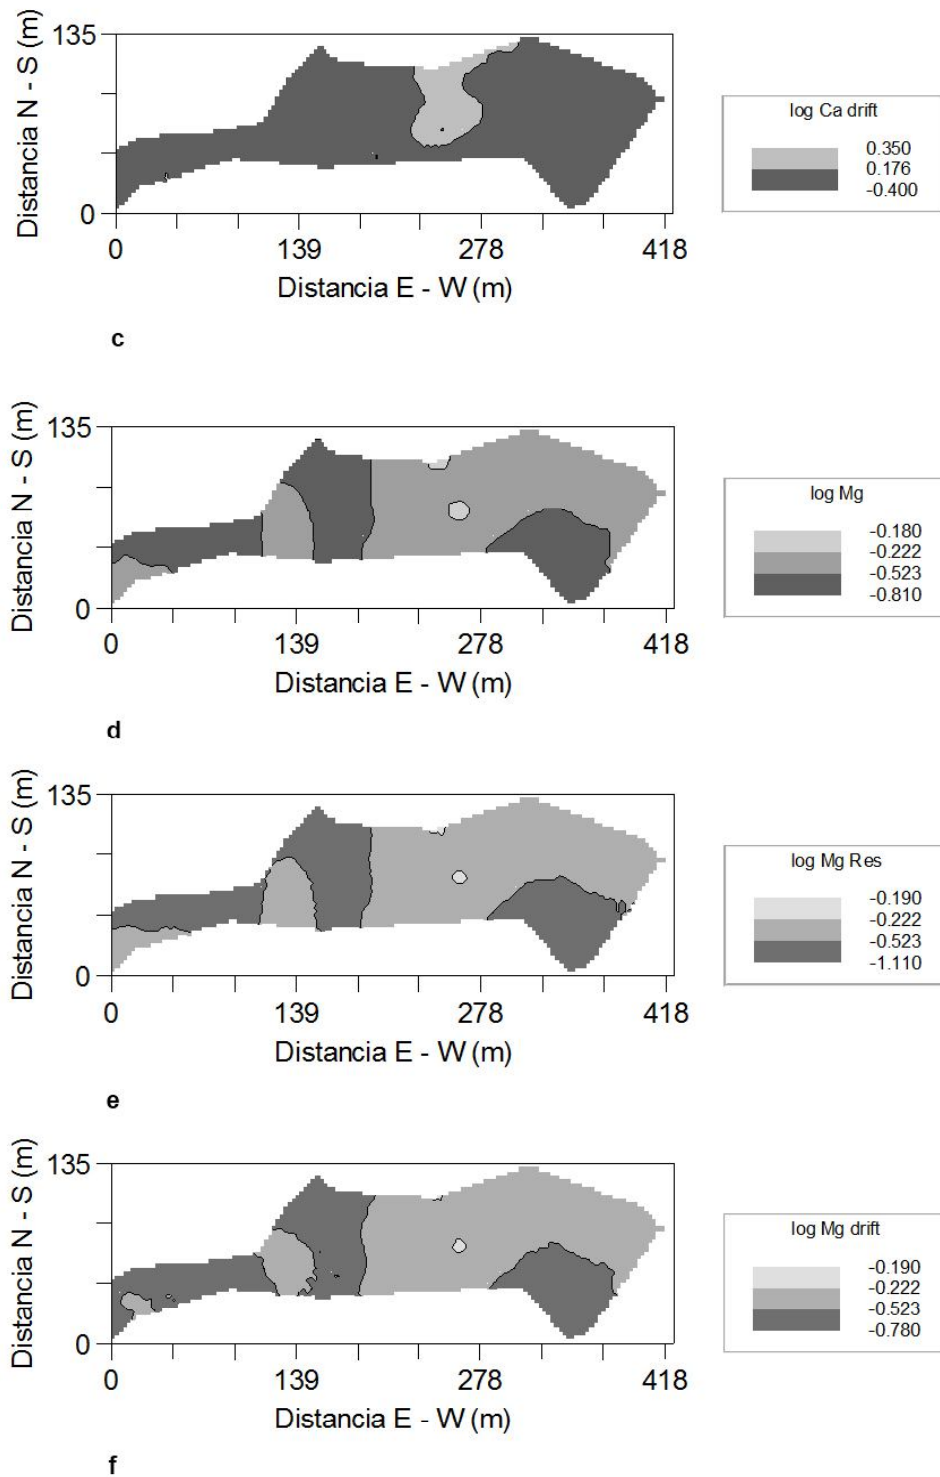 Distancia N - S (m)
135
0
0 139 278 418
Distancia E - W (m)
log Ca drift
0.350
0.176
-0.400
c
Distancia N - S (m)
135
0
0 139 278 418
Distancia E - W (m)
log Mg
-0.180
-0.222
-0.523
-0.810
d
Distancia N - S (m)
135
0
0 139 278 418
Distancia E - W (m)
log Mg Res
-0.190
-0.222
-0.523
-1.110
e
Distancia N - S (m)
135
0
0 139 278 418
Distancia E - W (m)
log Mg drift
-0.190
-0.222
-0.523
-0.780
f